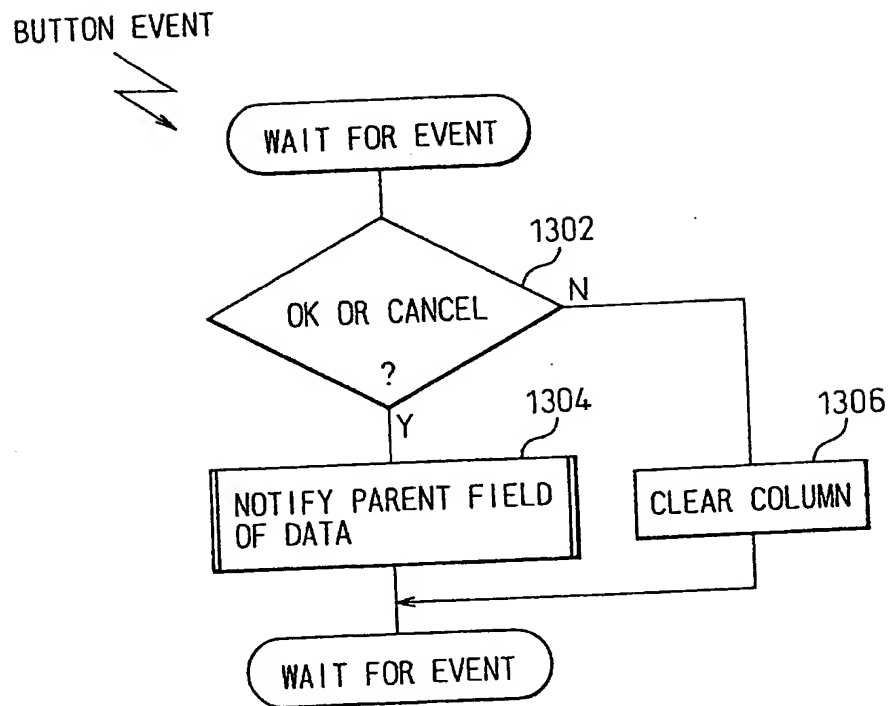 BUTTON EVENT
WAIT FOR EVENT
1302
OK OR CANCEL
?
N
Y
1304
1306
NOTIFY PARENT FIELD
OF DATA
CLEAR COLUMN
WAIT FOR EVENT